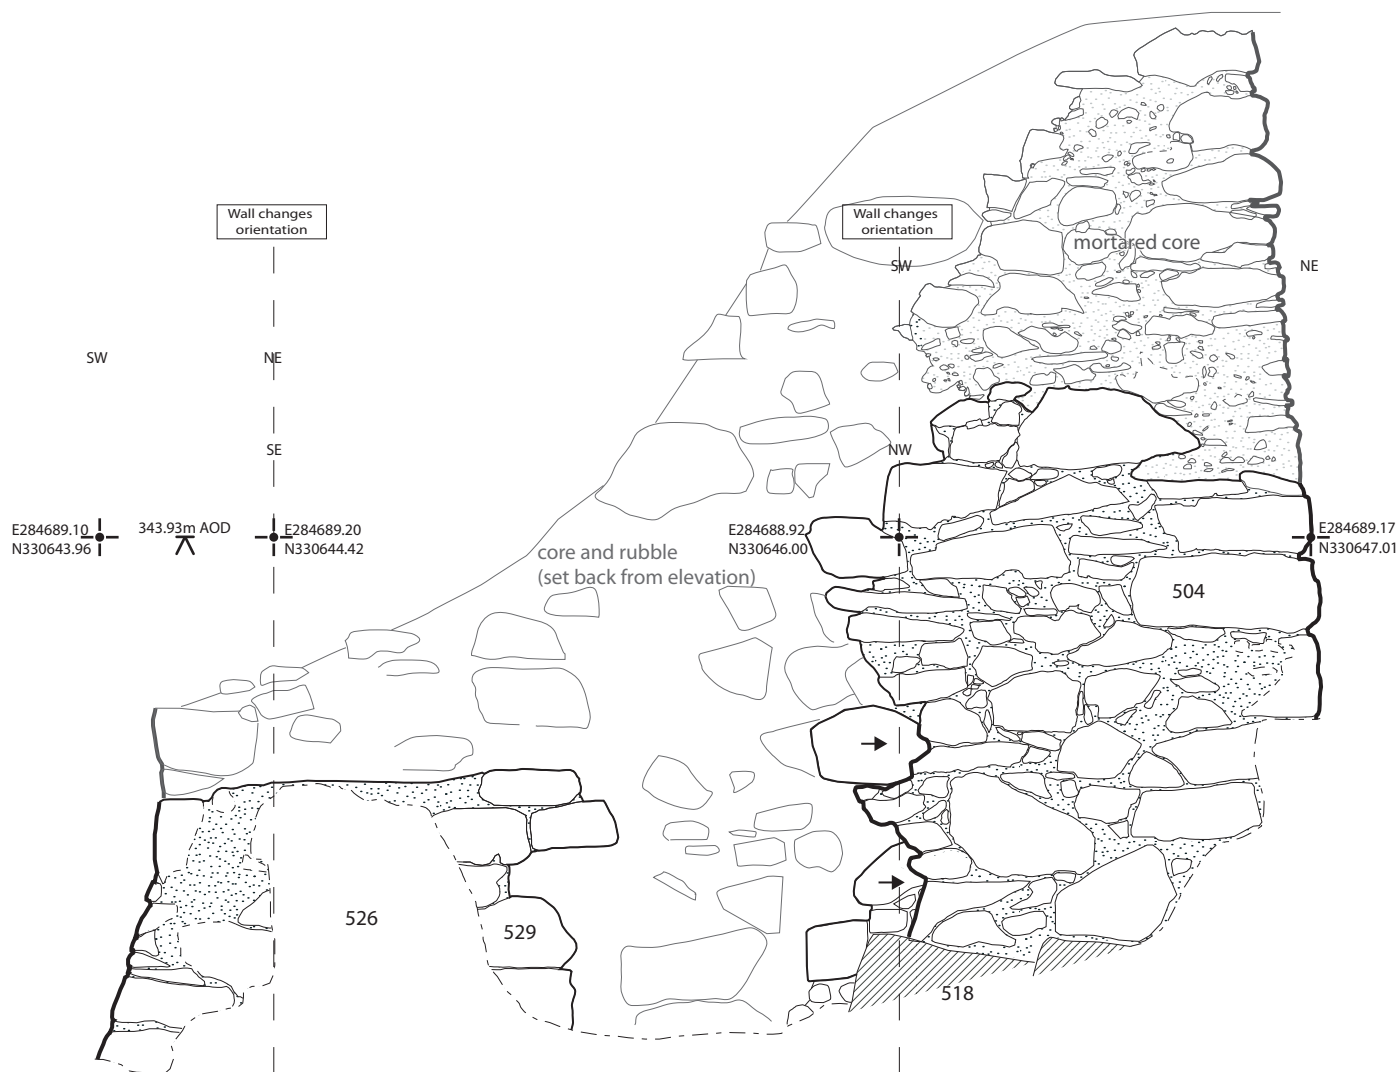 Wall changes
orientation
Wall changes
orientation
mortared core
SW
NE
SW
NE
SE
NW
E284689.10
N330643.96
343.93m AOD
E284689.20
N330644.42
E284688.92
N330646.00
E284689.17
N330647.01
core and rubble
(set back from elevation)
504
526
529
518